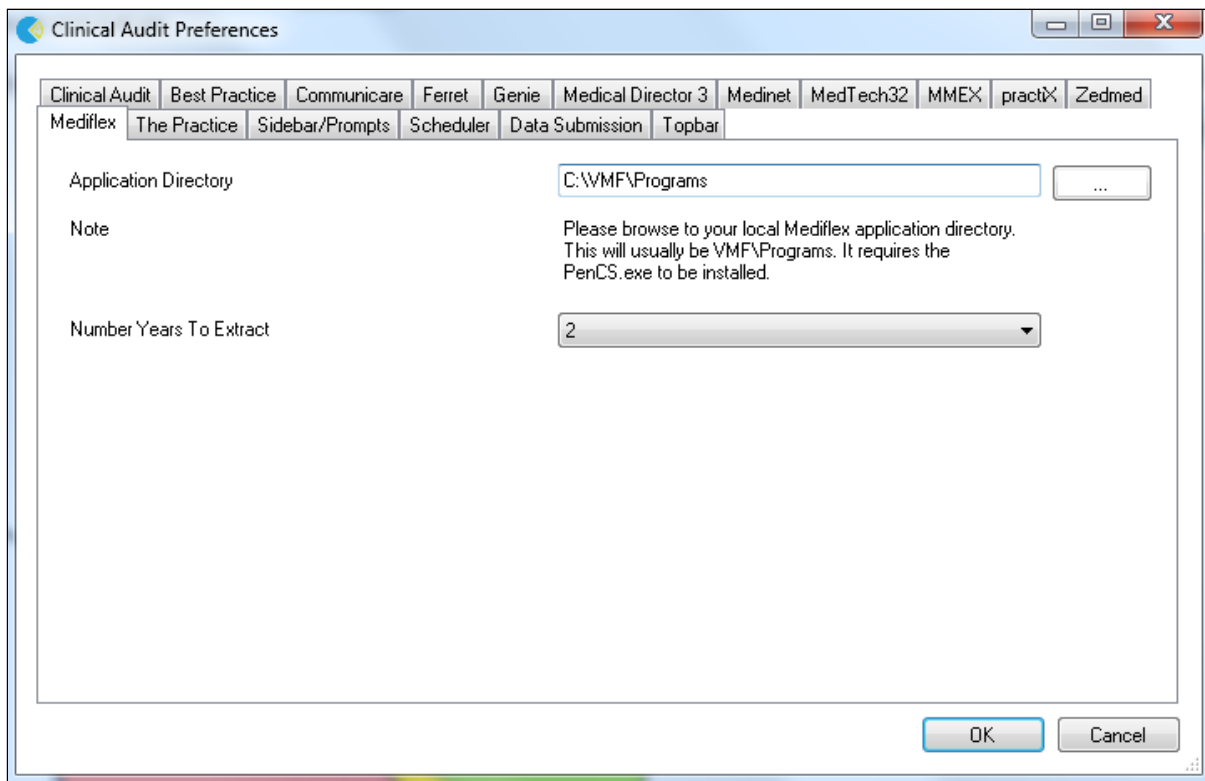 Clinical Audit Preferences
Clinical Audit Best Practice Communicare Ferret Genie Medical Director 3 Medinet MedTech32 MMEX practiX Zedmed
Mediflex The Practice Sidebar/Prompts Scheduler Data Submission Topbar
Application Directory C:\VMF\Programs ...
Note Please browse to your local Mediflex application directory.
This will usually be VMF\Programs. It requires the
PenCS.exe to be installed.
Number Years To Extract 2
OK Cancel